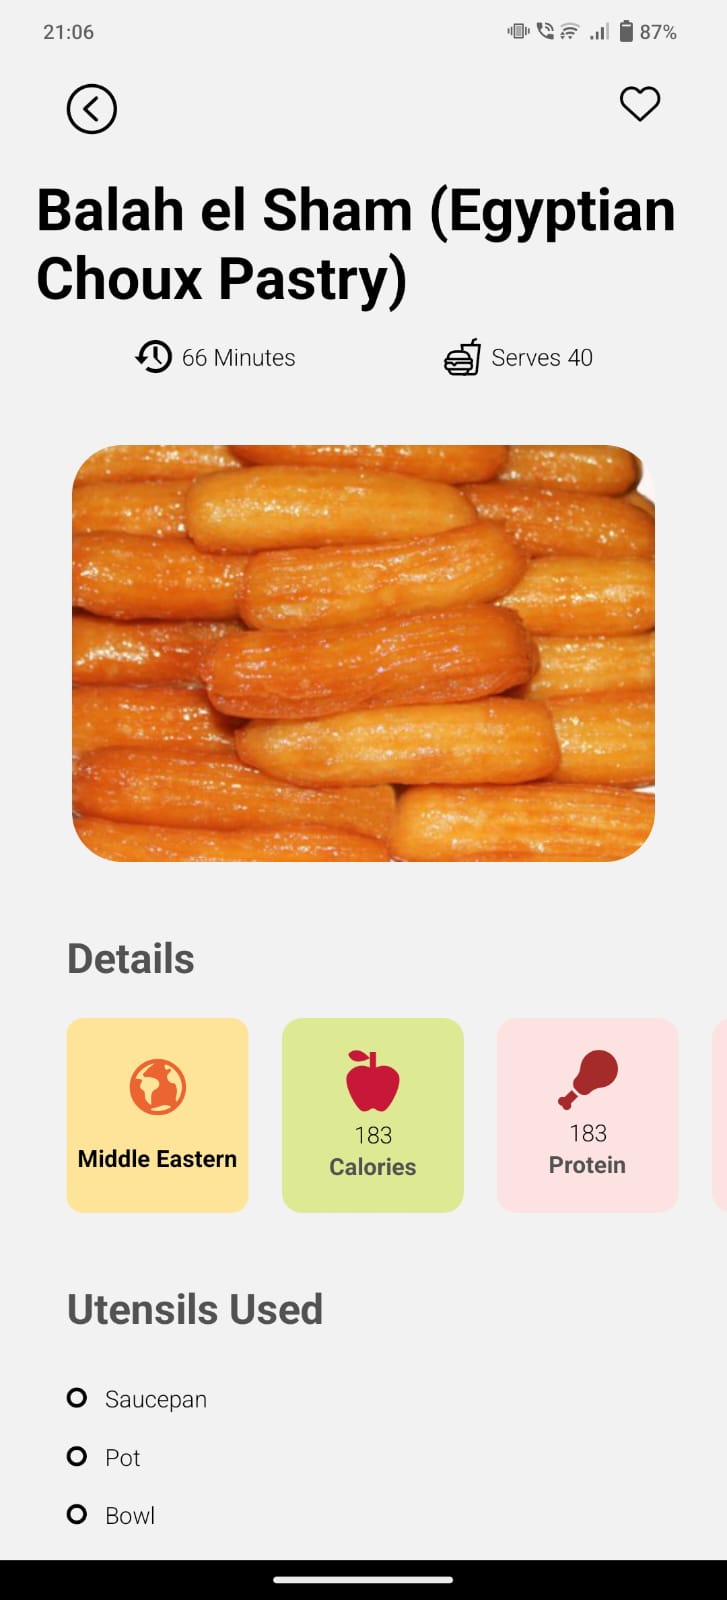 21:06
87%
Balah el Sham (Egyptian
Choux Pastry)
66 Minutes
Serves 40
Details
Middle Eastern
183
Calories
183
Protein
Utensils Used
Saucepan
Pot
Bowl